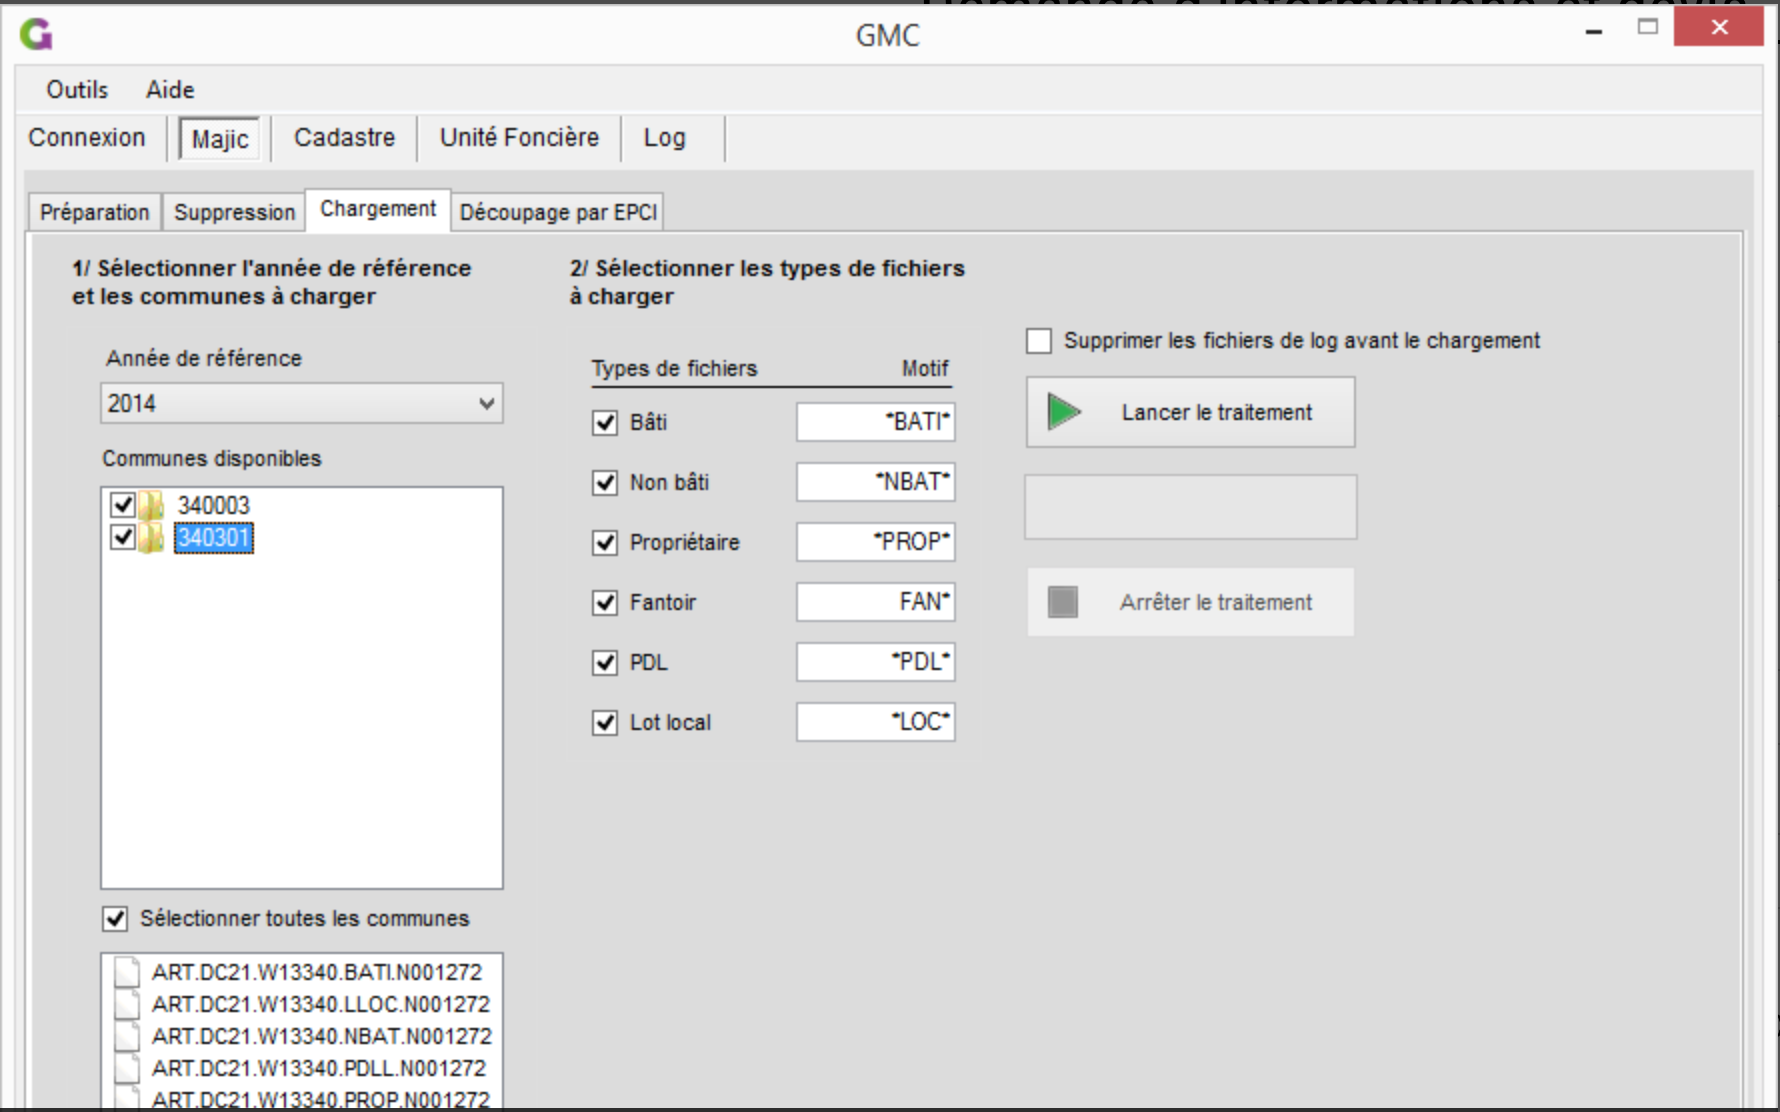 GMC
Outils Aide
Connexion Majic Cadastre Unité Foncière Log
Préparation Suppression Chargement Découpage par EPCI
1/ Sélectionner l'année de référence
et les communes à charger
Année de référence
2014
Communes disponibles
340003
340301
Sélectionner toutes les communes
ART.DC21.W13340.BATI.N001272
ART.DC21.W13340.LLOC.N001272
ART.DC21.W13340.NBAT.N001272
ART.DC21.W13340.PDLL.N001272
ART.DC21.W13340.PROP.N001272
2/ Sélectionner les types de fichiers
à charger
Types de fichiers Motif
Bâti *BATI*
Non bâti *NBAT*
Propriétaire *PROP*
Fantoir FAN*
PDL *PDL*
Lot local *LOC*
Supprimer les fichiers de log avant le chargement
Lancer le traitement
Arrêter le traitement